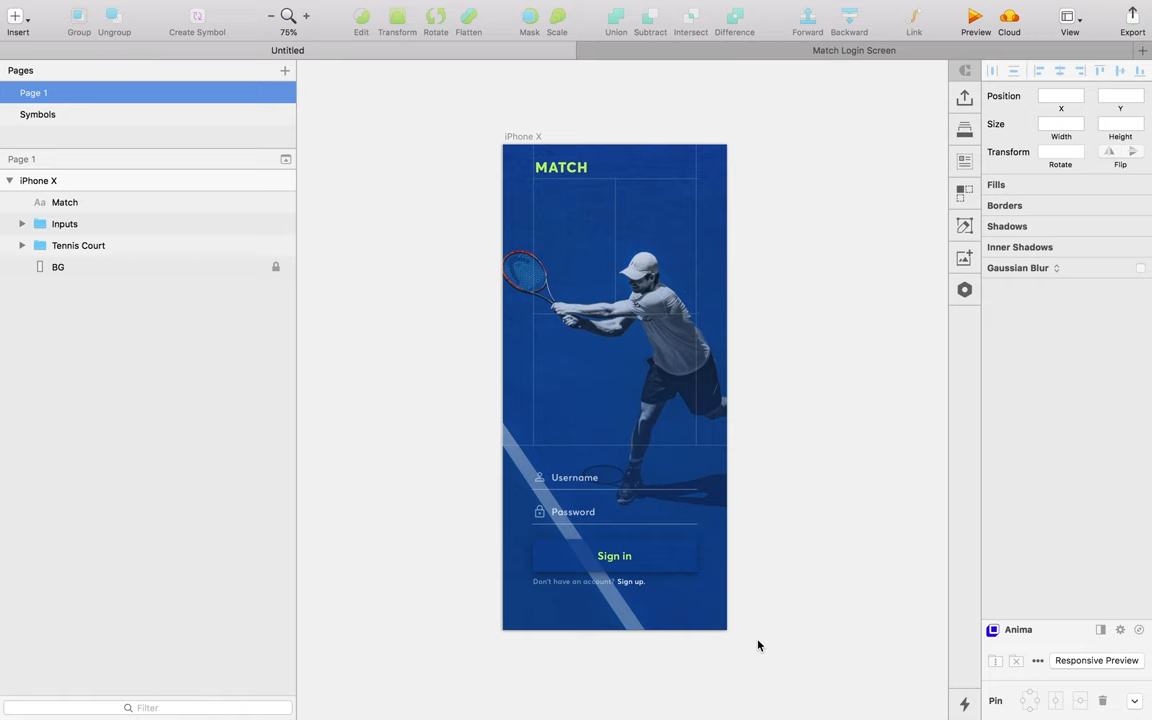 Insert
Group
Ungroup
Create Symbol
75%
Edit
Transform
Rotate
Flatten
Mask
Scale
Union
Subtract
Intersect
Difference
Forward
Backward
Link
Preview
Cloud
View
Export
Untitled
Match Login Screen
Pages
Page 1
Symbols
Page 1
iPhone X
Aa Match
Inputs
Tennis Court
BG
Filter
iPhone X
MATCH
Username
Password
Sign in
Don't have an account? Sign up.
Position
X
Y
Size
Width
Height
Transform
Rotate
Flip
Fills
Borders
Shadows
Inner Shadows
Gaussian Blur
Anima
Responsive Preview
Pin